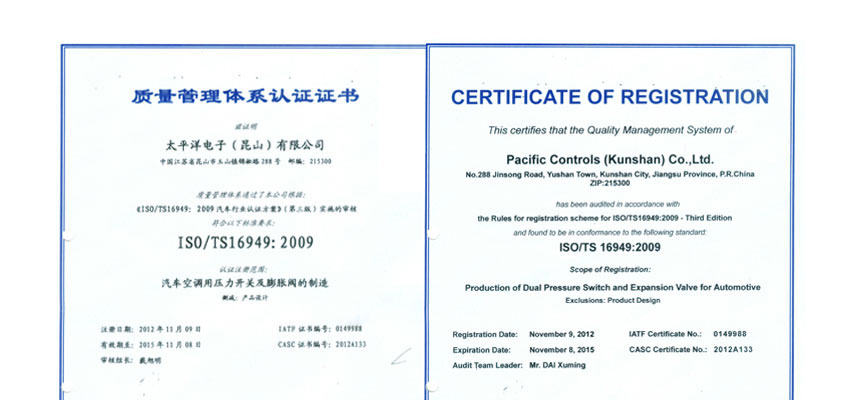 质量管理体系认证证书
兹证明
太平洋电子（昆山）有限公司
中国江苏省昆山市玉山镇锦淞路288号 邮编：215300
质量管理体系通过了本公司根据：
《ISO/TS16949：2009汽车行业认证方案》（第三版）实施的审核
符合以下标准要求：
ISO/TS16949:2009
认证注册范围：
汽车空调用压力开关及膨胀阀的制造
删减：产品设计
注册日期：2012年11月09日 IATF 证书编号：0149988
有效期至：2015年11月08日 CASC 证书编号：2012A133
审核组长：戴旭明
CERTIFICATE OF REGISTRATION
This certifies that the Quality Management System of
Pacific Controls (Kunshan) Co.,Ltd.
No.288 Jinsong Road, Yushan Town, Kunshan City, Jiangsu Province, P.R.China
ZIP:215300
has been audited in accordance with
the Rules for registration scheme for ISO/TS16949:2009 - Third Edition
and found to be in conformance to the following standard:
ISO/TS 16949:2009
Scope of Registration:
Production of Dual Pressure Switch and Expansion Valve for Automotive
Exclusions: Product Design
Registration Date: November 9, 2012 IATF Certificate No.: 0149988
Expiration Date: November 8, 2015 CASC Certificate No.: 2012A133
Audit Team Leader: Mr. DAI Xuming